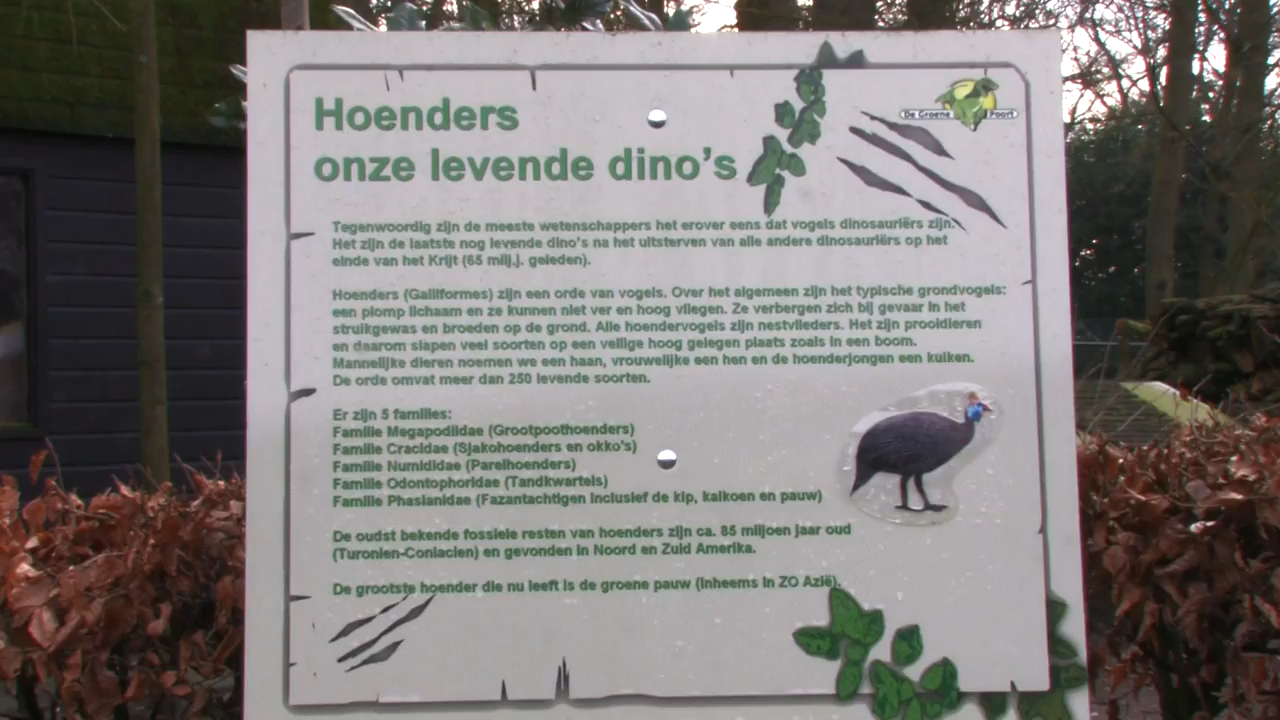 Hoenders
onze levende dino's
De Groene Poort
Tegenwoordig zijn de meeste wetenschappers het erover eens dat vogels dinosauriërs zijn.
Het zijn de laatste nog levende dino's na het uitsterven van alle andere dinosauriërs op het
einde van het Krijt (65 milj.j. geleden).
Hoenders (Galliformes) zijn een orde van vogels. Over het algemeen zijn het typische grondvogels:
een plomp lichaam en ze kunnen niet ver en hoog vliegen. Ze verbergen zich bij gevaar in het
struikgewas en broeden op de grond. Alle hoendervogels zijn nestvlieders. Het zijn prooidieren
en daarom slapen veel soorten op een veilige hoog gelegen plaats zoals in een boom.
Mannelijke dieren noemen we een haan, vrouwelijke een hen en de hoenderjongen een kuiken.
De orde omvat meer dan 250 levende soorten.
Er zijn 5 families:
Familie Megapodiidae (Grootpoothoenders)
Familie Cracidae (Sjakohoenders en okko's)
Familie Numididae (Parelhoenders)
Familie Odontophoridae (Tandkwartels)
Familie Phasianidae (Fazantachtigen inclusief de kip, kalkoen en pauw)
De oudst bekende fossiele resten van hoenders zijn ca. 85 miljoen jaar oud
(Turonien-Coniacien) en gevonden in Noord en Zuid Amerika.
De grootste hoender die nu leeft is de groene pauw (inheems in ZO Azië).